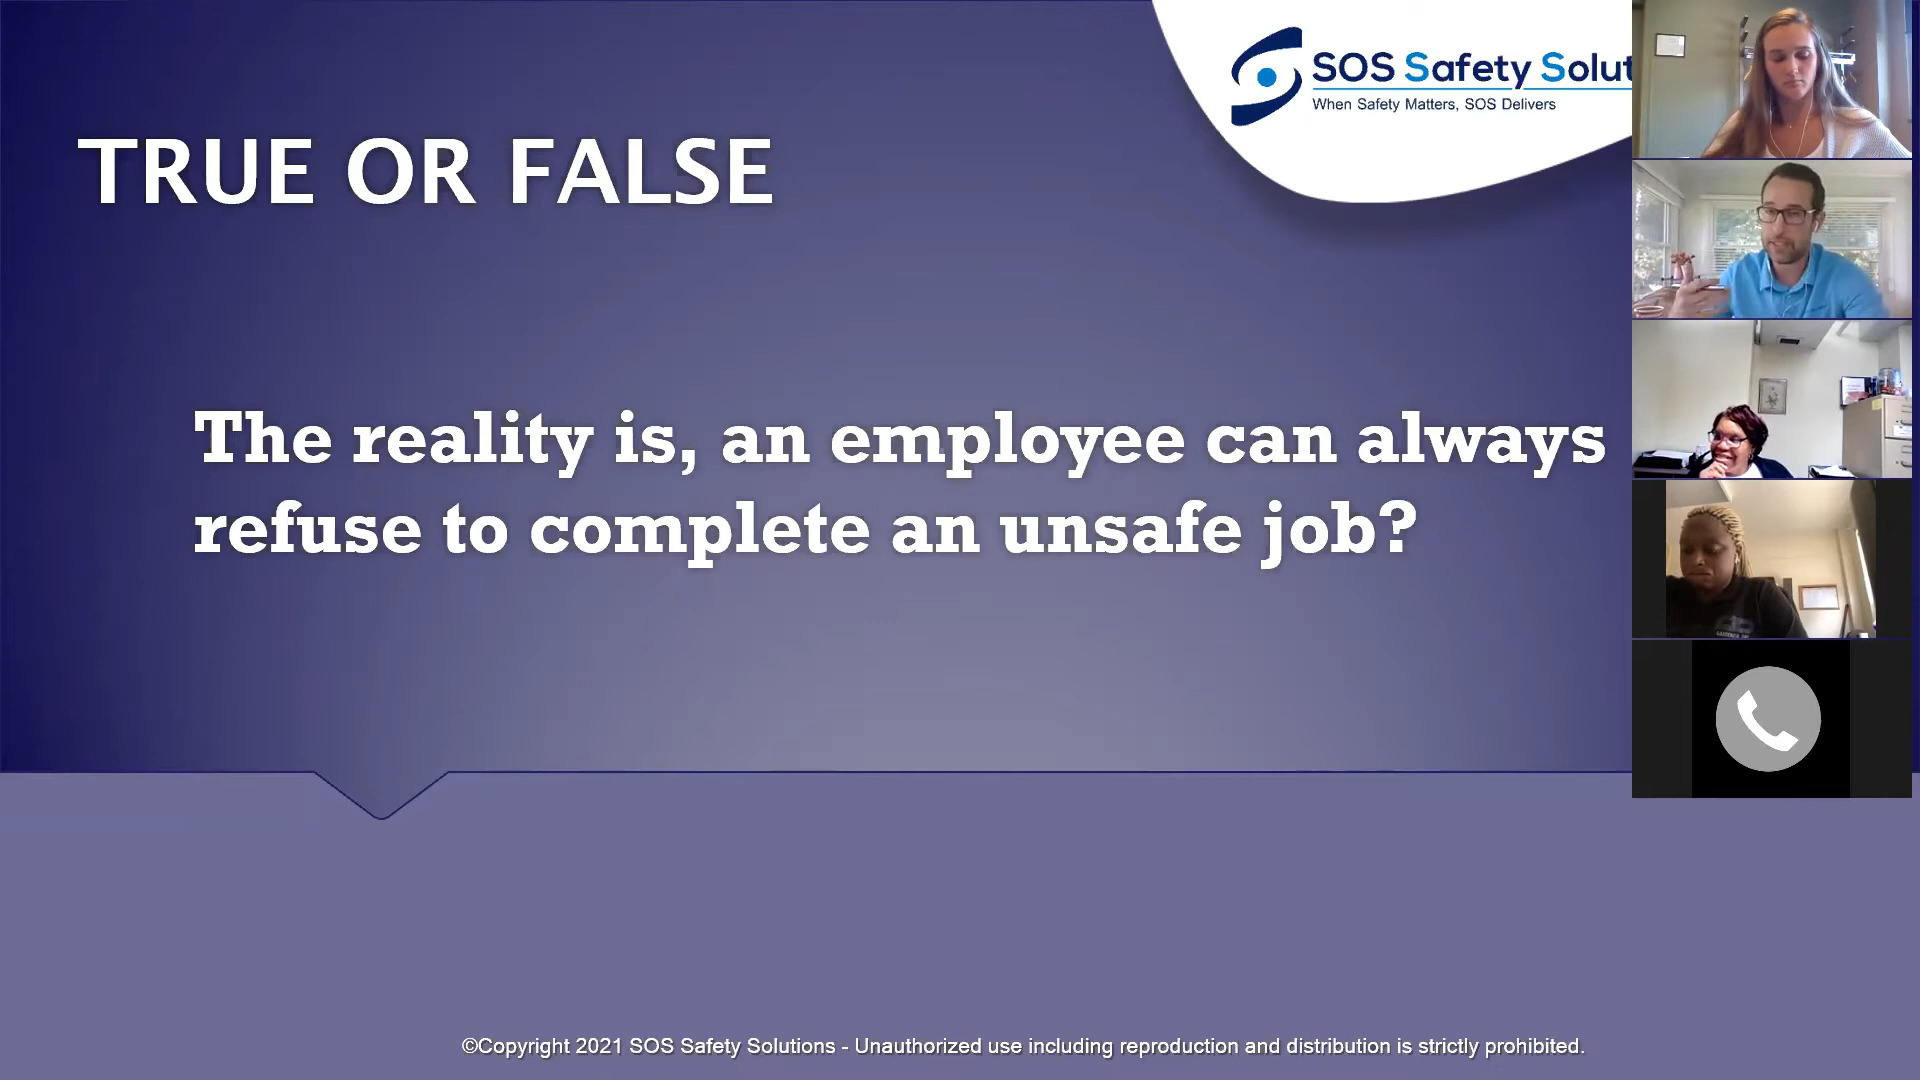 SOS Safety Solut
When Safety Matters, SOS Delivers
TRUE OR FALSE
The reality is, an employee can always
refuse to complete an unsafe job?
©Copyright 2021 SOS Safety Solutions - Unauthorized use including reproduction and distribution is strictly prohibited.